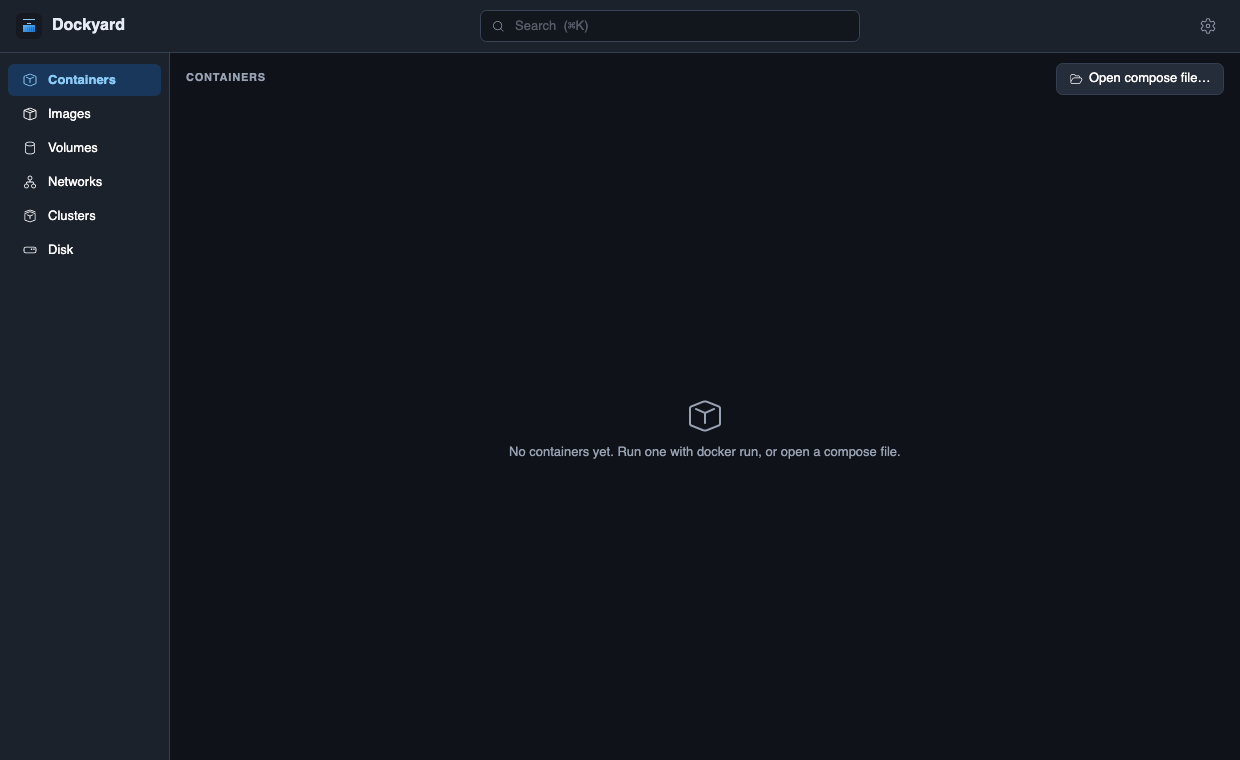 Dockyard
Search (⌘K)
Containers
Images
Volumes
Networks
Clusters
Disk
CONTAINERS
Open compose file...
No containers yet. Run one with docker run, or open a compose file.